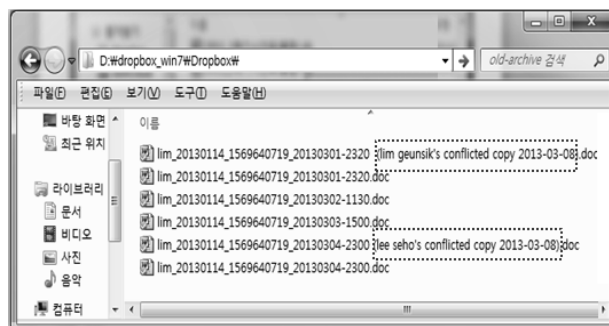 D:₩dropbox_win7₩Dropbox₩
old-archive 검색
파일(F) 편집(E) 보기(V) 도구(T) 도움말(H)
바탕 화면
최근 위치
라이브러리
문서
비디오
사진
음악
컴퓨터
이름
lim_20130114_1569640719_20130301-2320 (lim geunsik's conflicted copy 2013-03-08).doc
lim_20130114_1569640719_20130301-2320.doc
lim_20130114_1569640719_20130302-1130.doc
lim_20130114_1569640719_20130303-1500.doc
lim_20130114_1569640719_20130304-2300 (lee seho's conflicted copy 2013-03-08).doc
lim_20130114_1569640719_20130304-2300.doc